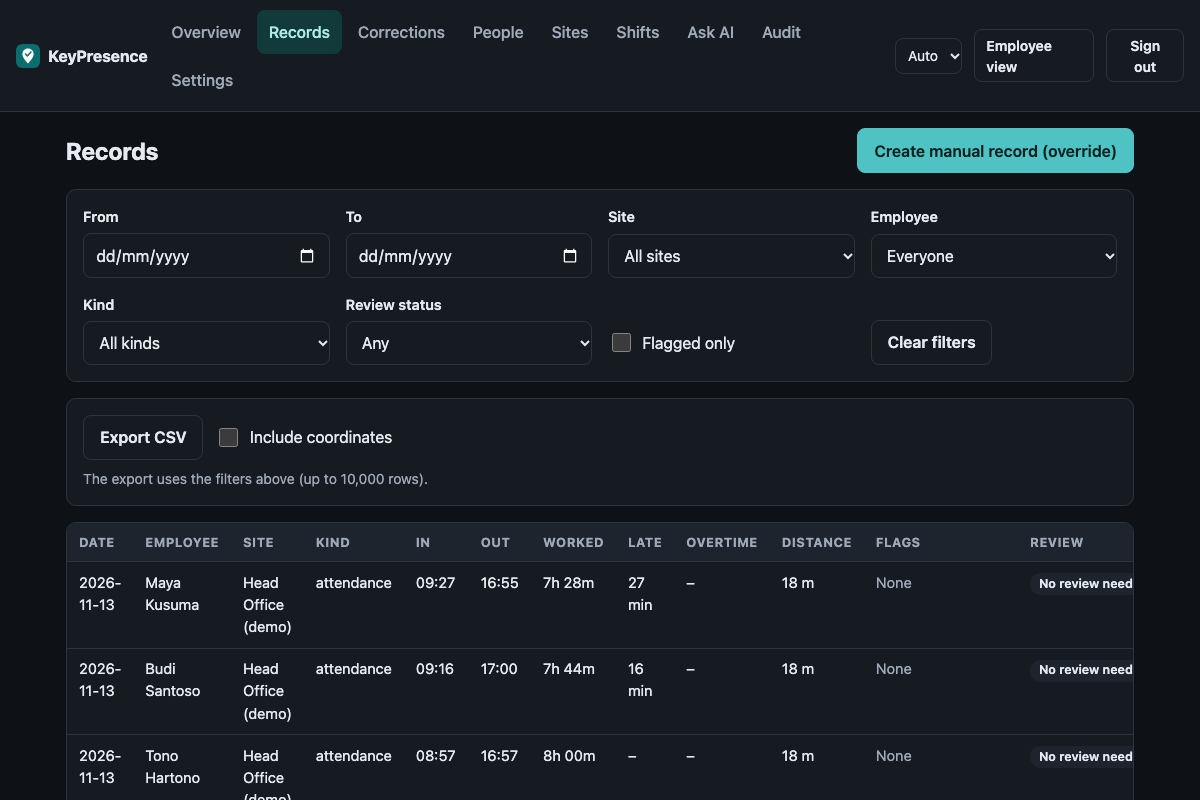 KeyPresence
Overview Records Corrections People Sites Shifts Ask AI Audit
Settings
Auto
Employee view
Sign out
Records
Create manual record (override)
From To Site Employee
dd/mm/yyyy dd/mm/yyyy All sites Everyone
Kind Review status
All kinds Any Flagged only Clear filters
Export CSV Include coordinates
The export uses the filters above (up to 10,000 rows).
DATE EMPLOYEE SITE KIND IN OUT WORKED LATE OVERTIME DISTANCE FLAGS REVIEW
2026-11-13 Maya Kusuma Head Office (demo) attendance 09:27 16:55 7h 28m 27 min – 18 m None No review need
2026-11-13 Budi Santoso Head Office (demo) attendance 09:16 17:00 7h 44m 16 min – 18 m None No review need
2026-11-13 Tono Hartono Head Office (demo) attendance 08:57 16:57 8h 00m – – 18 m None No review need